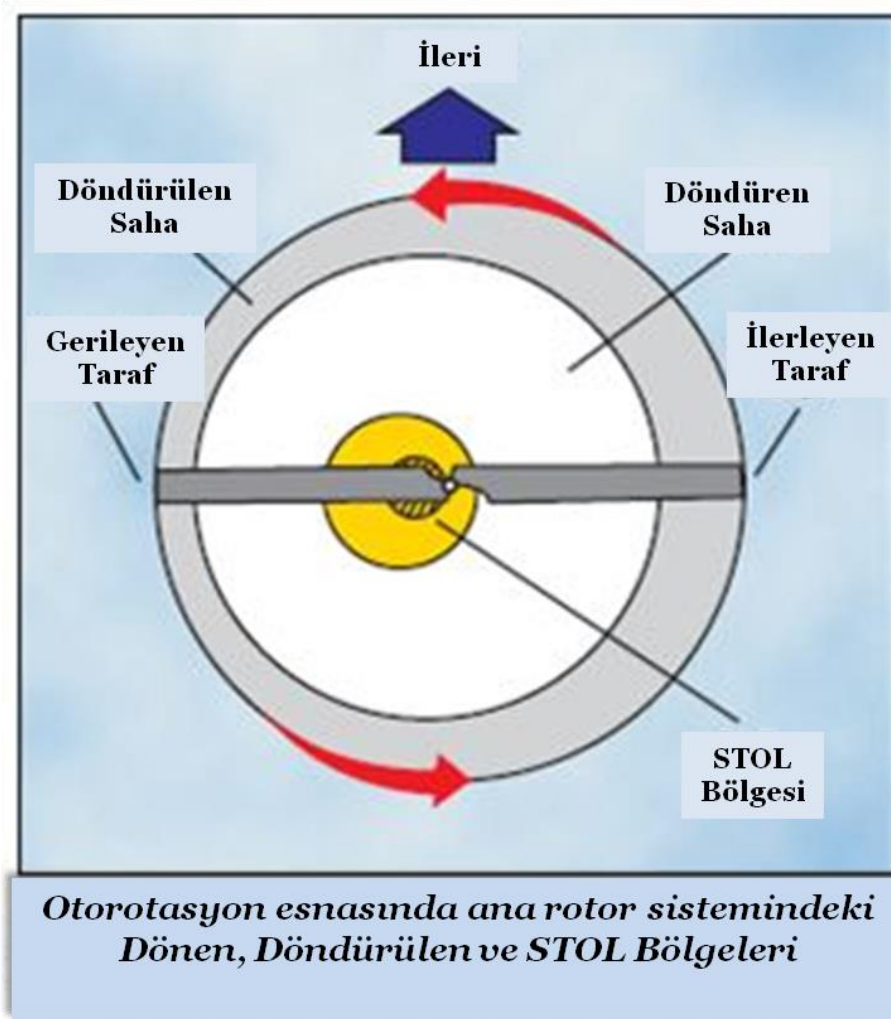 İleri
Döndürülen
Saha
Döndüren
Saha
Gerileyen
Taraf
İlerleyen
Taraf
STOL
Bölgesi
Otorotasyon esnasında ana rotor sistemindeki
Dönen, Döndürülen ve STOL Bölgeleri